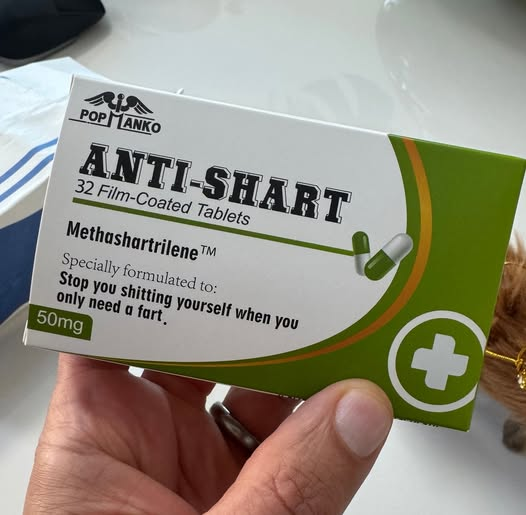 POPMANKO
ANTI-SHART
32 Film-Coated Tablets
Methashartrilene™
Specially formulated to:
Stop you shitting yourself when you
only need a fart.
50mg